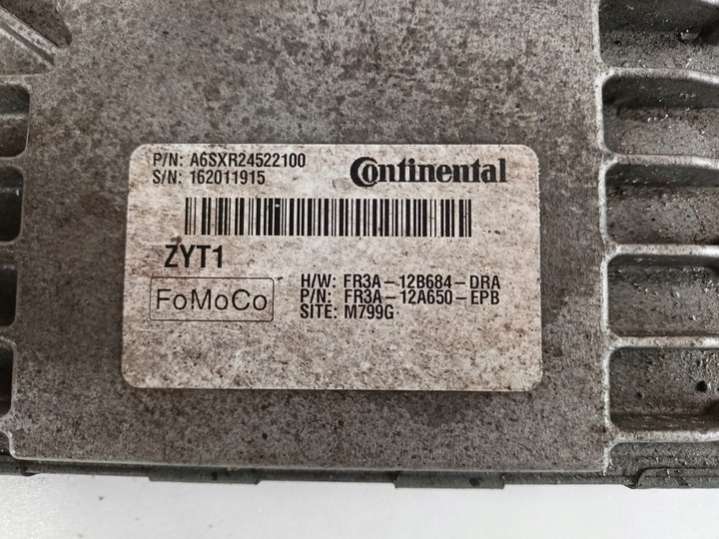 P/N: A6SXR24522100
S/N: 162011915
Continental
ZYT1
FoMoCo
H/W: FR3A-12B684-DRA
P/N: FR3A-12A650-EPB
SITE: M799G